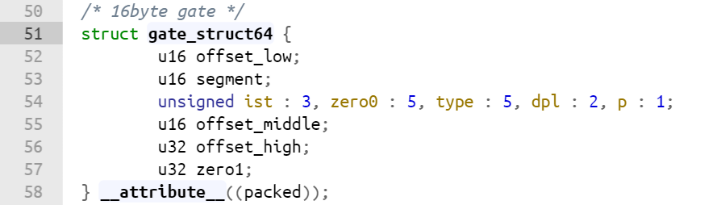 50 /* 16byte gate */
51 struct gate_struct64 {
52 u16 offset_low;
53 u16 segment;
54 unsigned ist : 3, zero0 : 5, type : 5, dpl : 2, p : 1;
55 u16 offset_middle;
56 u32 offset_high;
57 u32 zero1;
58 } __attribute__((packed));